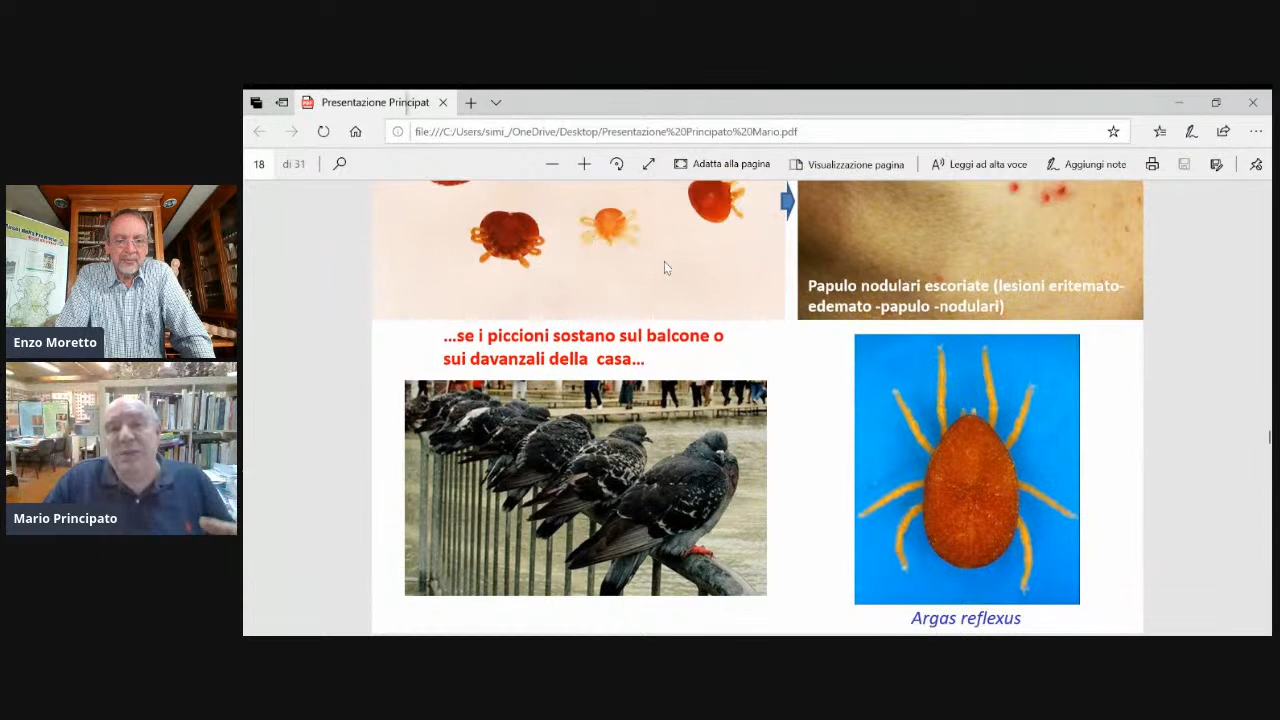 Presentazione Principat
file:///C:/Users/simi_/OneDrive/Desktop/Presentazione%20Principato%20Mario.pdf
18 di 31
Adatta alla pagina
Visualizzazione pagina
Leggi ad alta voce
Aggiungi note
Papulo nodulari escoriate (lesioni eritemato-
edemato -papulo -nodulari)
...se i piccioni sostano sul balcone o
sui davanzali della casa...
Argas reflexus
Enzo Moretto
Mario Principato